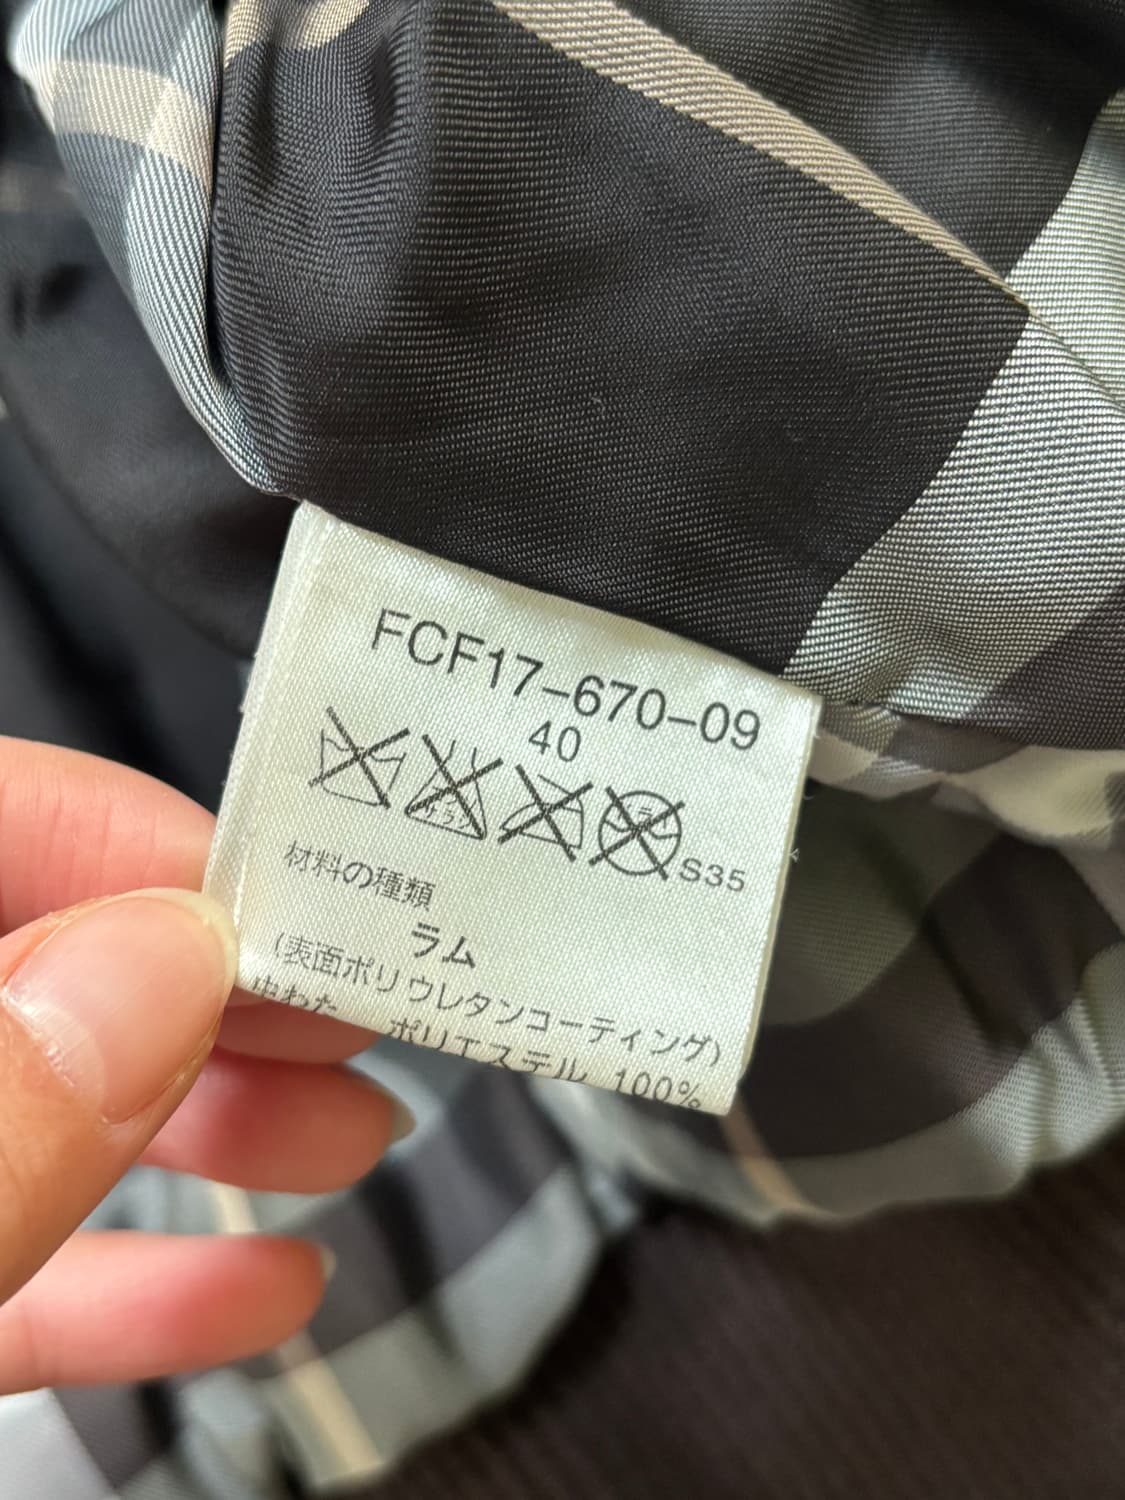 FCF17-670-09
40
S35
材料の種類
ラム
(表面ポリウレタンコーティング)
中わた ポリエステル 100%